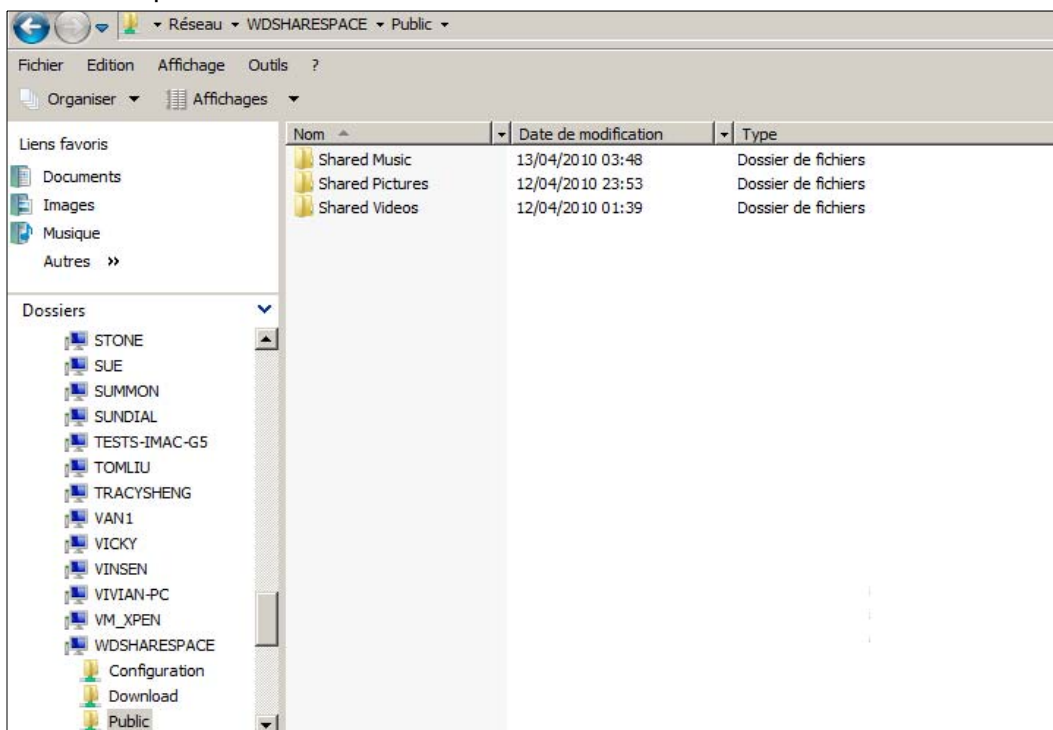 Réseau WDSHARESPACE Public
Fichier Edition Affichage Outils ?
Organiser Affichages
Liens favoris
Documents
Images
Musique
Autres »
Dossiers
STONE
SUE
SUMMON
SUNDIAL
TESTS-IMAC-G5
TOMLIU
TRACYSHENG
VAN1
VICKY
VINSEN
VIVIAN-PC
VM_XPEN
WDSHARESPACE
Configuration
Download
Public
Nom Date de modification Type
Shared Music 13/04/2010 03:48 Dossier de fichiers
Shared Pictures 12/04/2010 23:53 Dossier de fichiers
Shared Videos 12/04/2010 01:39 Dossier de fichiers